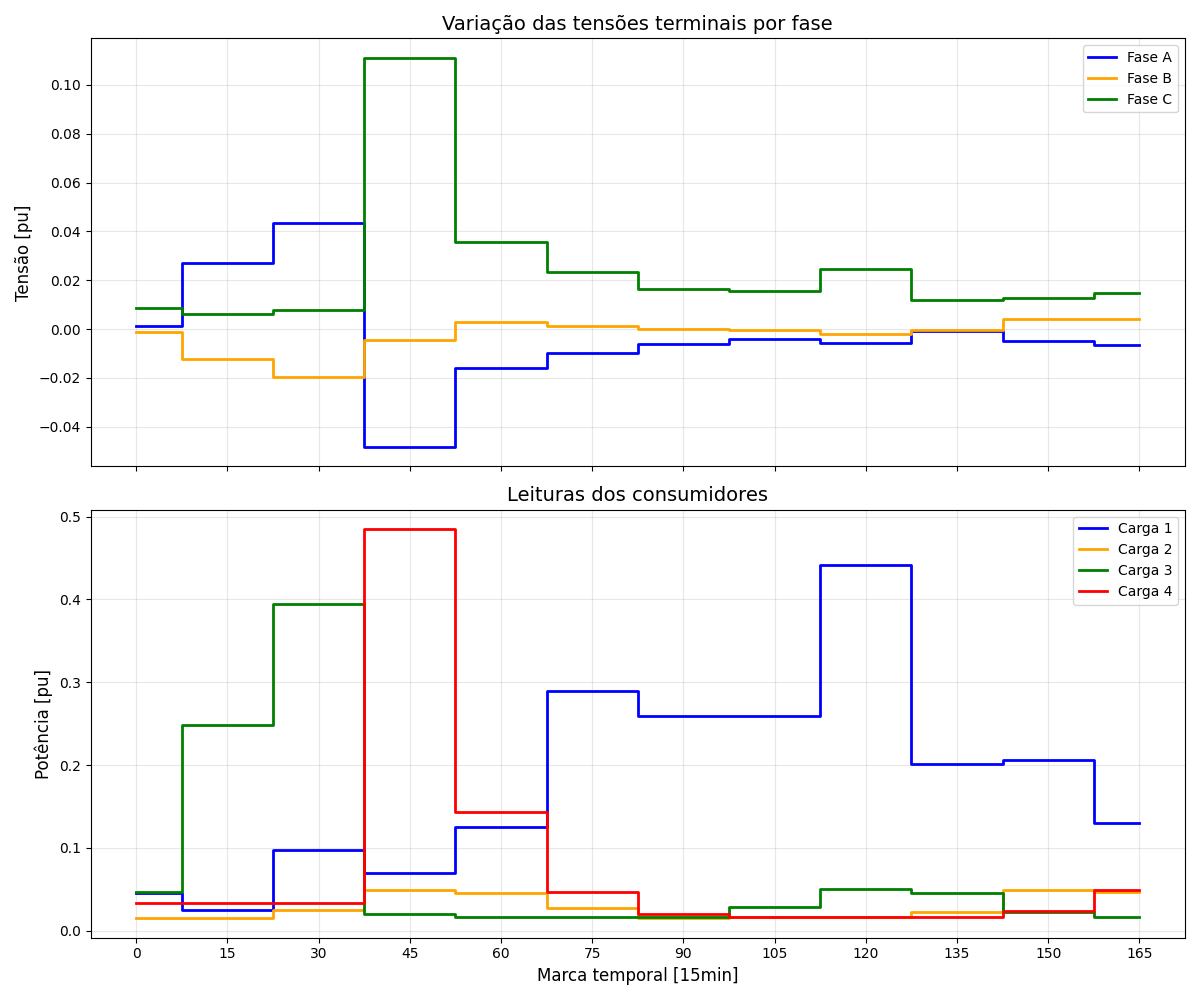 Variação das tensões terminais por fase
Tensão [pu]
0.10
0.08
0.06
0.04
0.02
0.00
−0.02
−0.04
Fase A
Fase B
Fase C
Leituras dos consumidores
Potência [pu]
0.5
0.4
0.3
0.2
0.1
0.0
Carga 1
Carga 2
Carga 3
Carga 4
0 15 30 45 60 75 90 105 120 135 150 165
Marca temporal [15min]